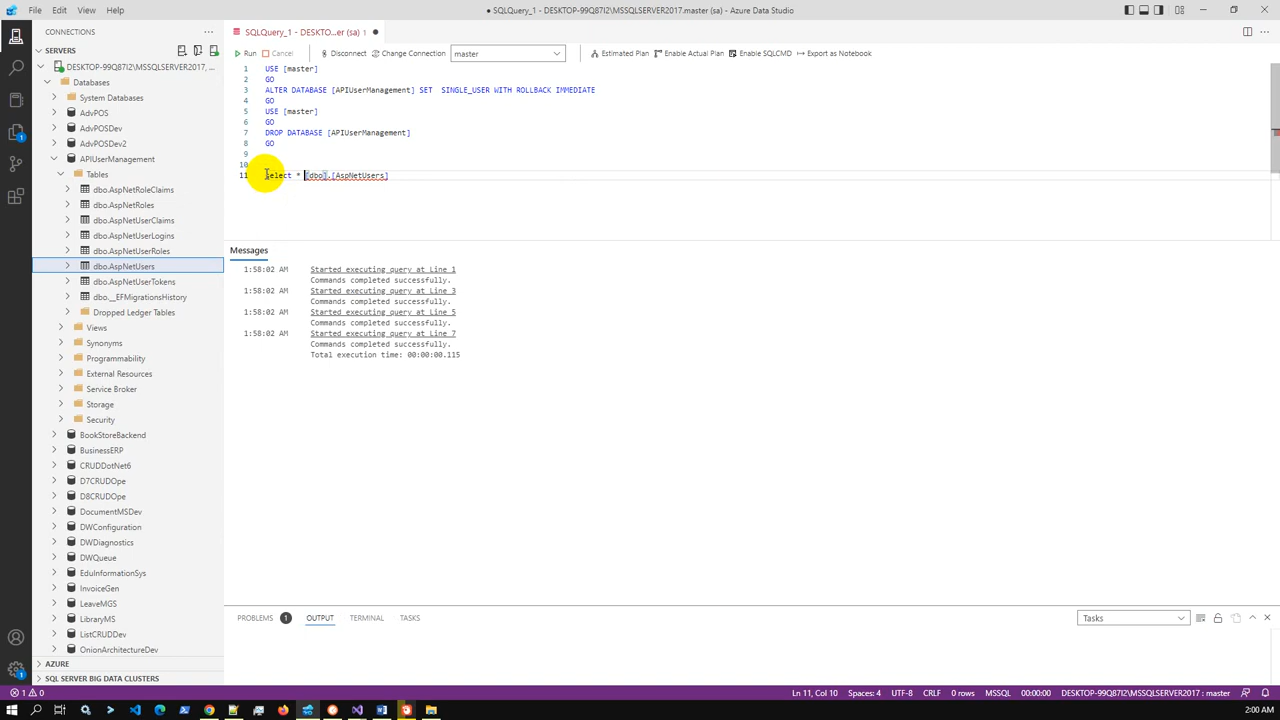 File Edit View Help
● SQLQuery_1 - DESKTOP-99Q87I2\MSSQLSERVER2017.master (sa) - Azure Data Studio
CONNECTIONS
SQLQuery_1 - DESKTO...er (sa) ●
SERVERS
Run Cancel Disconnect Change Connection master Estimated Plan Enable Actual Plan Enable SQLCMD Export as Notebook
DESKTOP-99Q87I2\MSSQLSERVER2017, ...
Databases
System Databases
AdvPOS
AdvPOSDev
AdvPOSDev2
APIUserManagement
Tables
dbo.AspNetRoleClaims
dbo.AspNetRoles
dbo.AspNetUserClaims
dbo.AspNetUserLogins
dbo.AspNetUserRoles
dbo.AspNetUsers
dbo.AspNetUserTokens
dbo.__EFMigrationsHistory
Dropped Ledger Tables
Views
Synonyms
Programmability
External Resources
Service Broker
Storage
Security
BookStoreBackend
BusinessERP
CRUDDotNet6
D7CRUDOpe
D8CRUDOpe
DocumentMSDev
DWConfiguration
DWDiagnostics
DWQueue
EduInformationSys
InvoiceGen
LeaveMGS
LibraryMS
ListCRUDDev
OnionArchitectureDev
AZURE
SQL SERVER BIG DATA CLUSTERS
1 USE [master]
2 GO
3 ALTER DATABASE [APIUserManagement] SET  SINGLE_USER WITH ROLLBACK IMMEDIATE
4 GO
5 USE [master]
6 GO
7 DROP DATABASE [APIUserManagement]
8 GO
9
10
11 Select * [dbo].[AspNetUsers]
Messages
1:58:02 AM Started executing query at Line 1
Commands completed successfully.
1:58:02 AM Started executing query at Line 3
Commands completed successfully.
1:58:02 AM Started executing query at Line 5
Commands completed successfully.
1:58:02 AM Started executing query at Line 7
Commands completed successfully.
Total execution time: 00:00:00.115
PROBLEMS 1 OUTPUT TERMINAL TASKS Tasks
1 0 Ln 11, Col 10 Spaces: 4 UTF-8 CRLF 0 rows MSSQL 00:00:00 DESKTOP-99Q87I2\MSSQLSERVER2017 : master
2:00 AM